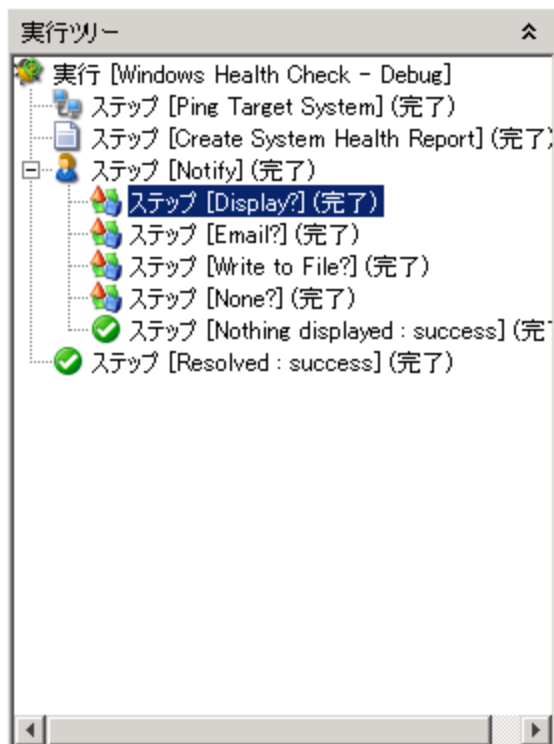 実行ツリー
実行 [Windows Health Check - Debug]
ステップ [Ping Target System] (完了)
ステップ [Create System Health Report] (完了)
ステップ [Notify] (完了)
ステップ [Display?] (完了)
ステップ [Email?] (完了)
ステップ [Write to File?] (完了)
ステップ [None?] (完了)
ステップ [Nothing displayed : success] (完
ステップ [Resolved : success] (完了)